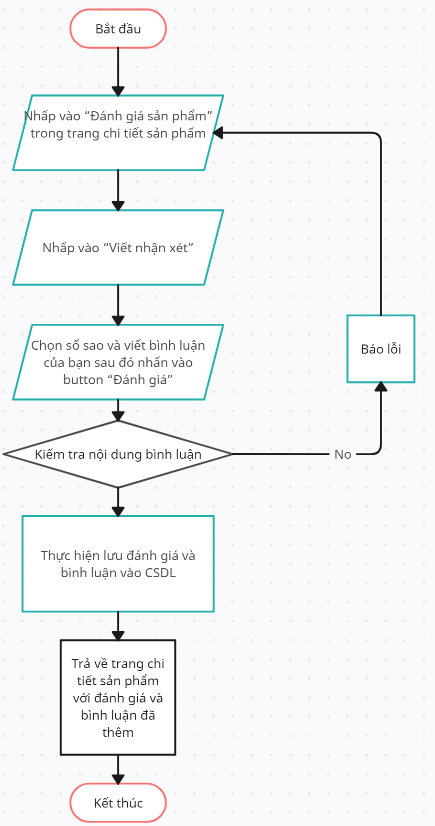 Bắt đầu
Nhấp vào “Đánh giá sản phẩm”
trong trang chi tiết sản phẩm
Nhấp vào “Viết nhận xét”
Chọn số sao và viết bình luận
của bạn sau đó nhấn vào
button “Đánh giá”
Báo lỗi
Kiểm tra nội dung bình luận
No
Thực hiện lưu đánh giá và
bình luận vào CSDL
Trả về trang chi
tiết sản phẩm
với đánh giá và
bình luận đã
thêm
Kết thúc